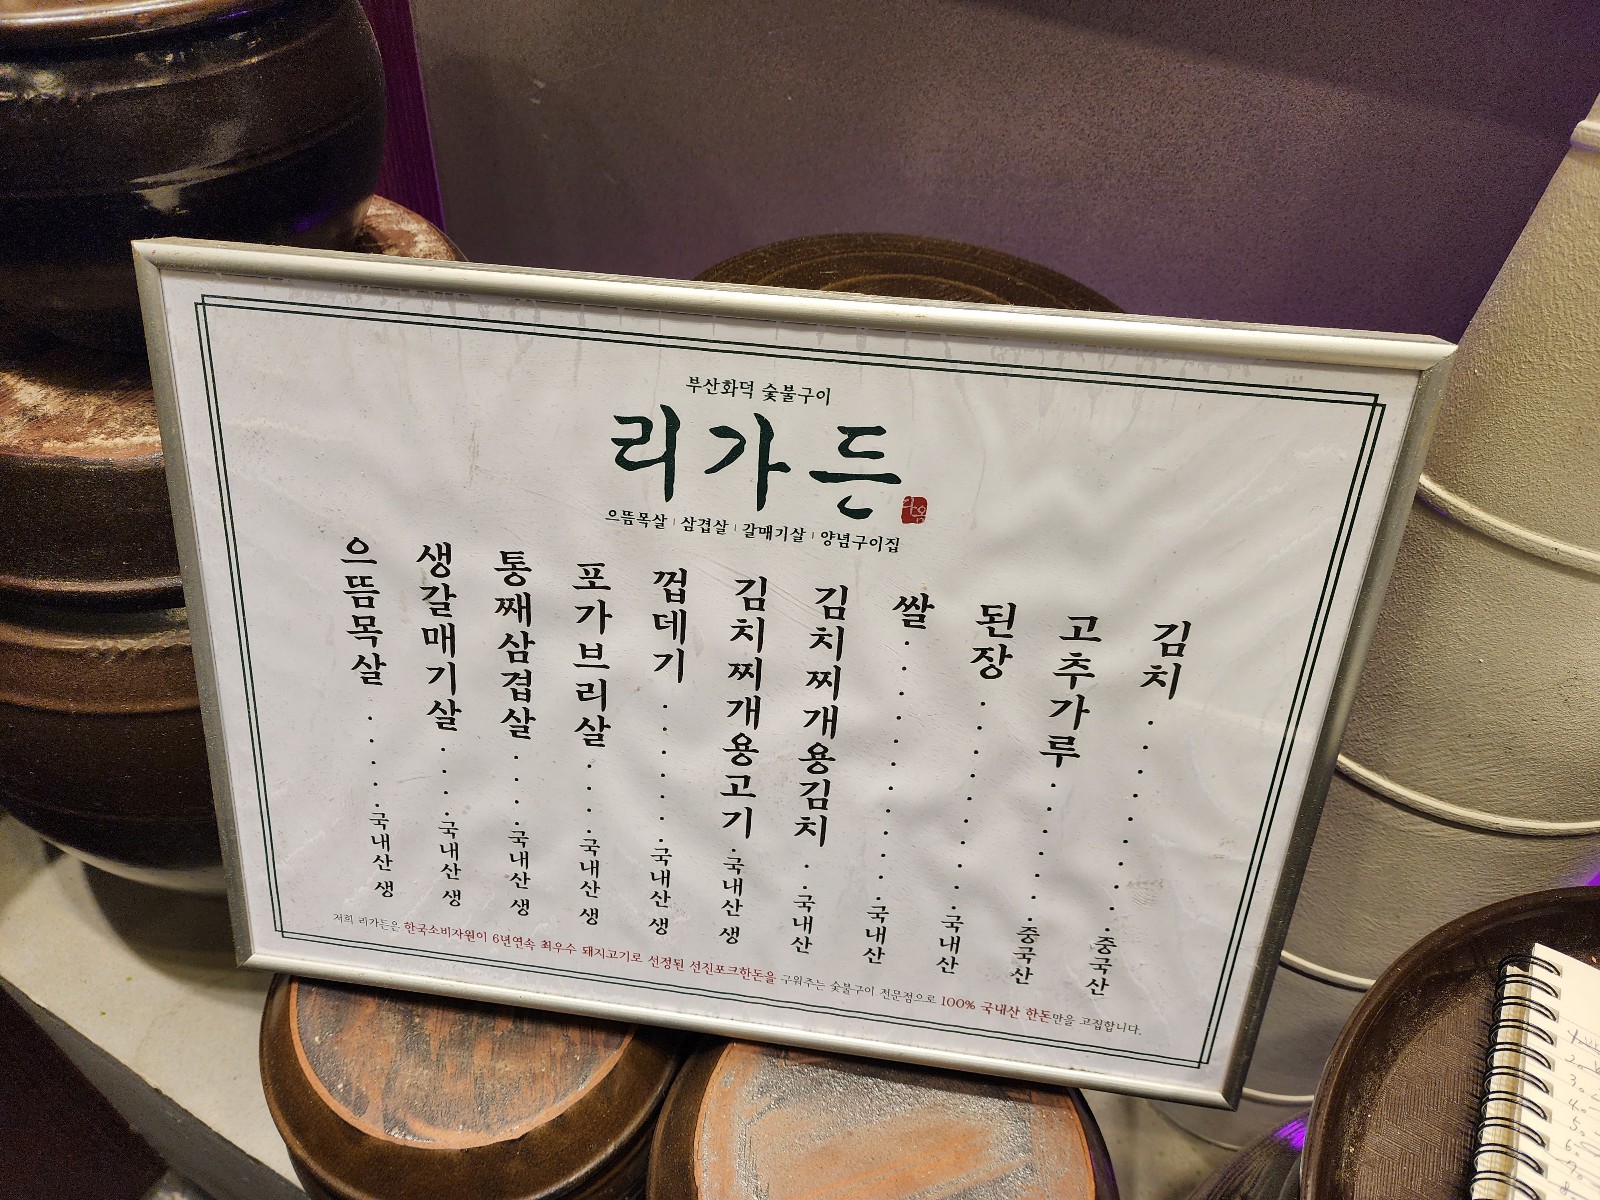 부산화덕 숯불구이
리가든
으뜸목살 | 삼겹살 | 갈매기살 | 양념구이집
으뜸목살 ····· 국내산 생
생갈매기살 ···· 국내산 생
통째삼겹살 ····· 국내산 생
포가브리살 ···· 국내산 생
껍데기 ······· 국내산 생
김치찌개용고기 · 국내산 생
김치찌개용김치 ·· 국내산
쌀 ··········· 국내산
된장 ········· 국내산
고추가루 ······· 중국산
김치 ········· 중국산
저희 리가든은 한국소비자원이 6년연속 최우수 돼지고기로 선정된 선진포크한돈을 구워주는 숯불구이 전문점으로 100% 국내산 한돈만을 고집합니다.